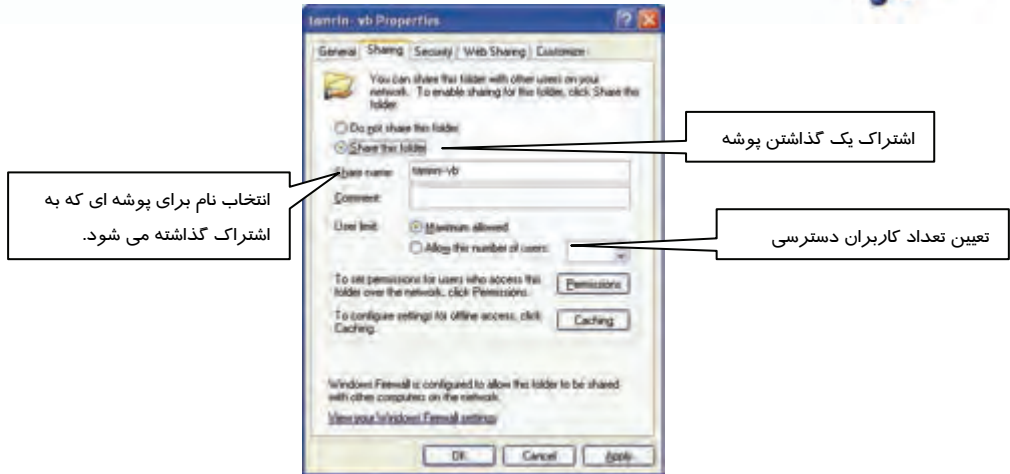 tamrin-vb Properties
General Sharing Security Web Sharing Customize
You can share this folder with other users on your
network. To enable sharing for this folder, click Share this
folder.
Do not share this folder
Share this folder
Share name: tamrin-vb
Comment:
User limit: Maximum allowed
Allow this number of users:
To set permissions for users who access this
folder over the network, click Permissions.
Permissions
To configure settings for offline access, click
Caching.
Caching
Windows Firewall is configured to allow this folder to be shared
with other computers on the network.
View your Windows Firewall settings
OK Cancel Apply
اشتراک یک گذاشتن پوشه
انتخاب نام برای پوشه ای که به
اشتراک گذاشته می شود.
تعیین تعداد کاربران دسترسی